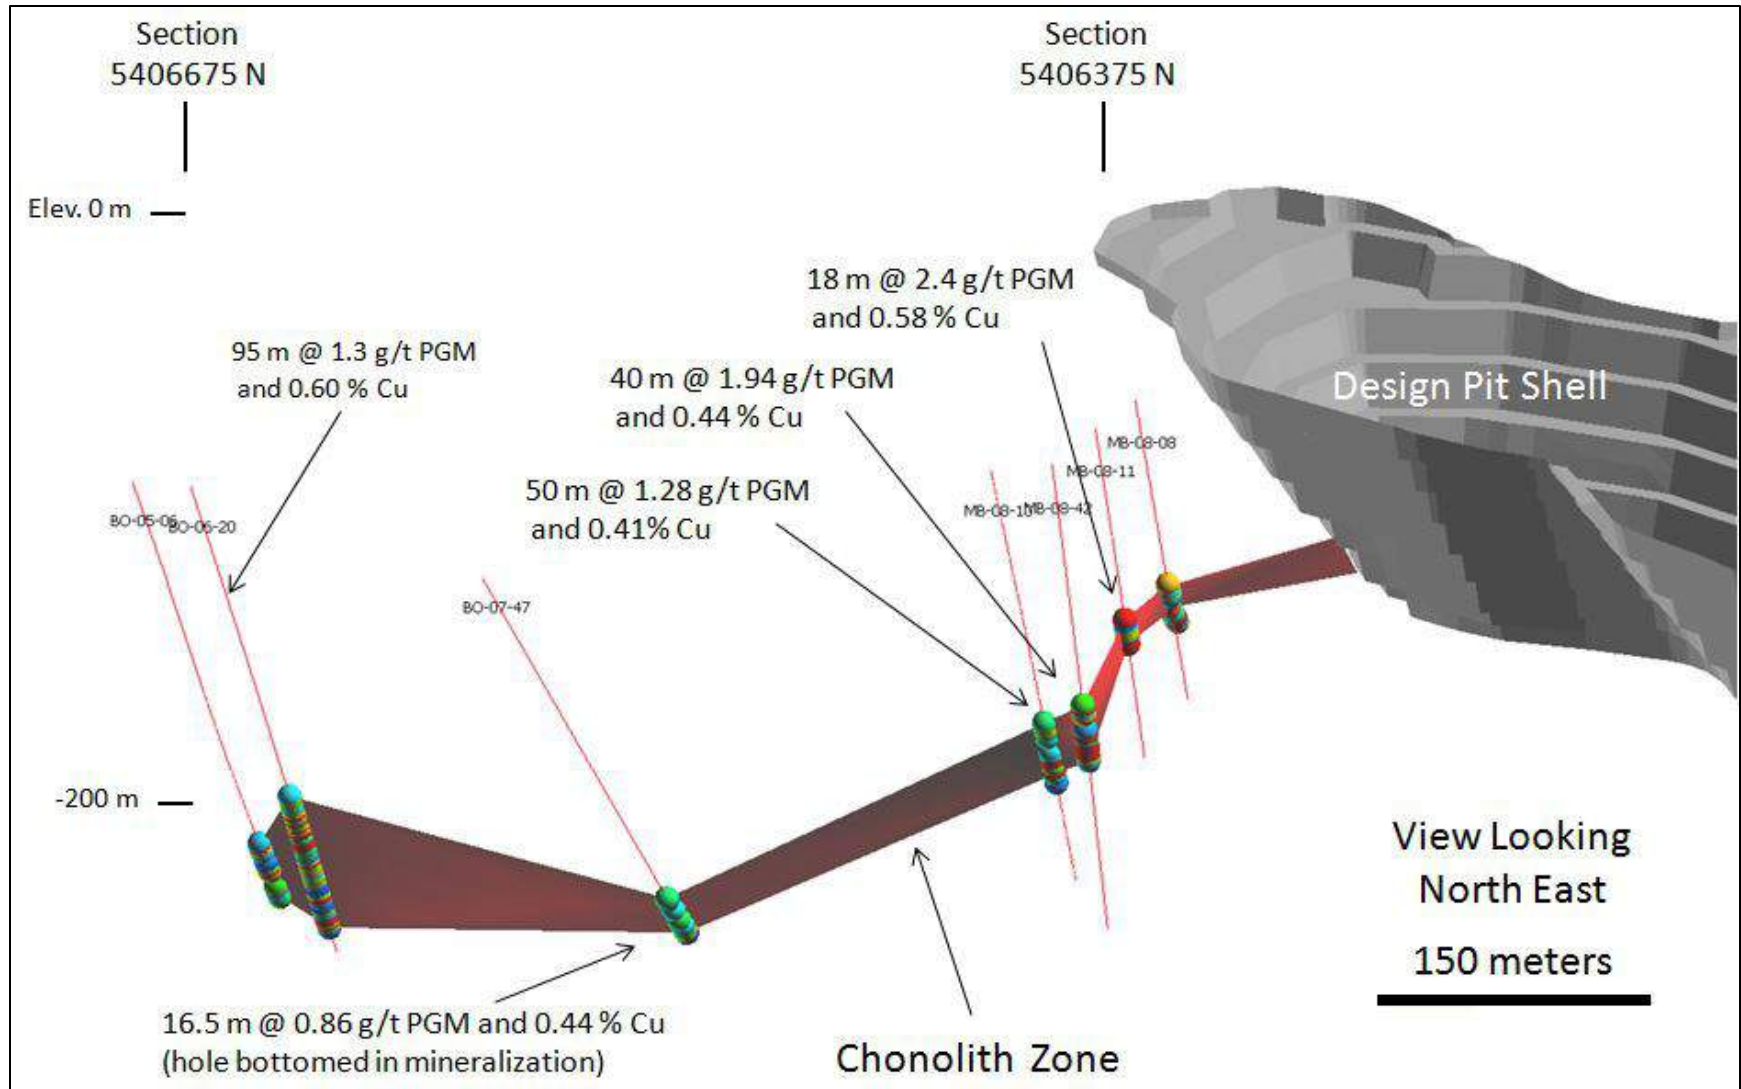 Section
5406675 N
Section
5406375 N
Elev. 0 m
18 m @ 2.4 g/t PGM
and 0.58 % Cu
95 m @ 1.3 g/t PGM
and 0.60 % Cu
40 m @ 1.94 g/t PGM
and 0.44 % Cu
Design Pit Shell
MB-08-08
MB-08-11
50 m @ 1.28 g/t PGM
and 0.41% Cu
MB-08-10
MB-08-42
BO-05-06
BO-06-20
BO-07-47
-200 m
View Looking
North East
150 meters
16.5 m @ 0.86 g/t PGM and 0.44 % Cu
(hole bottomed in mineralization)
Chonolith Zone